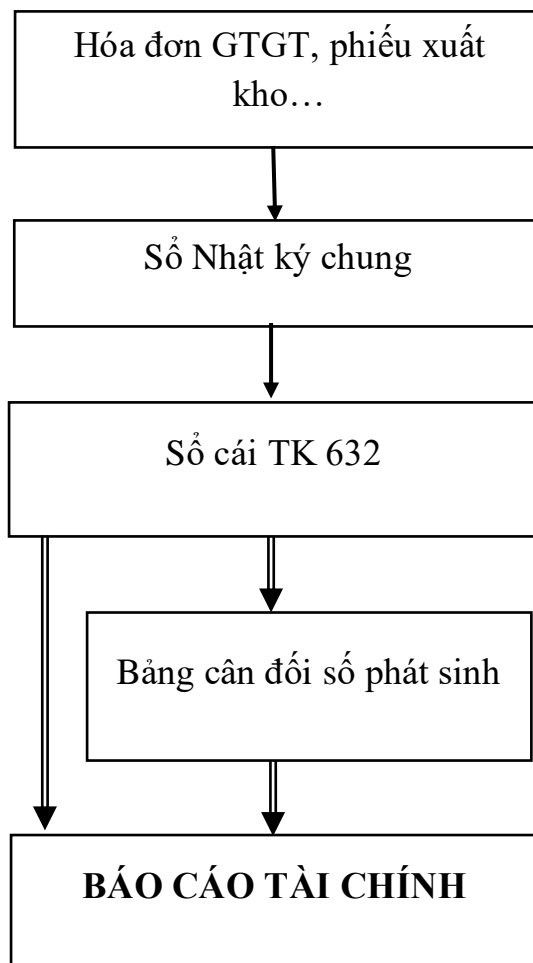 Hóa đơn GTGT, phiếu xuất
kho…
Sổ Nhật ký chung
Sổ cái TK 632
Bảng cân đối số phát sinh
BÁO CÁO TÀI CHÍNH